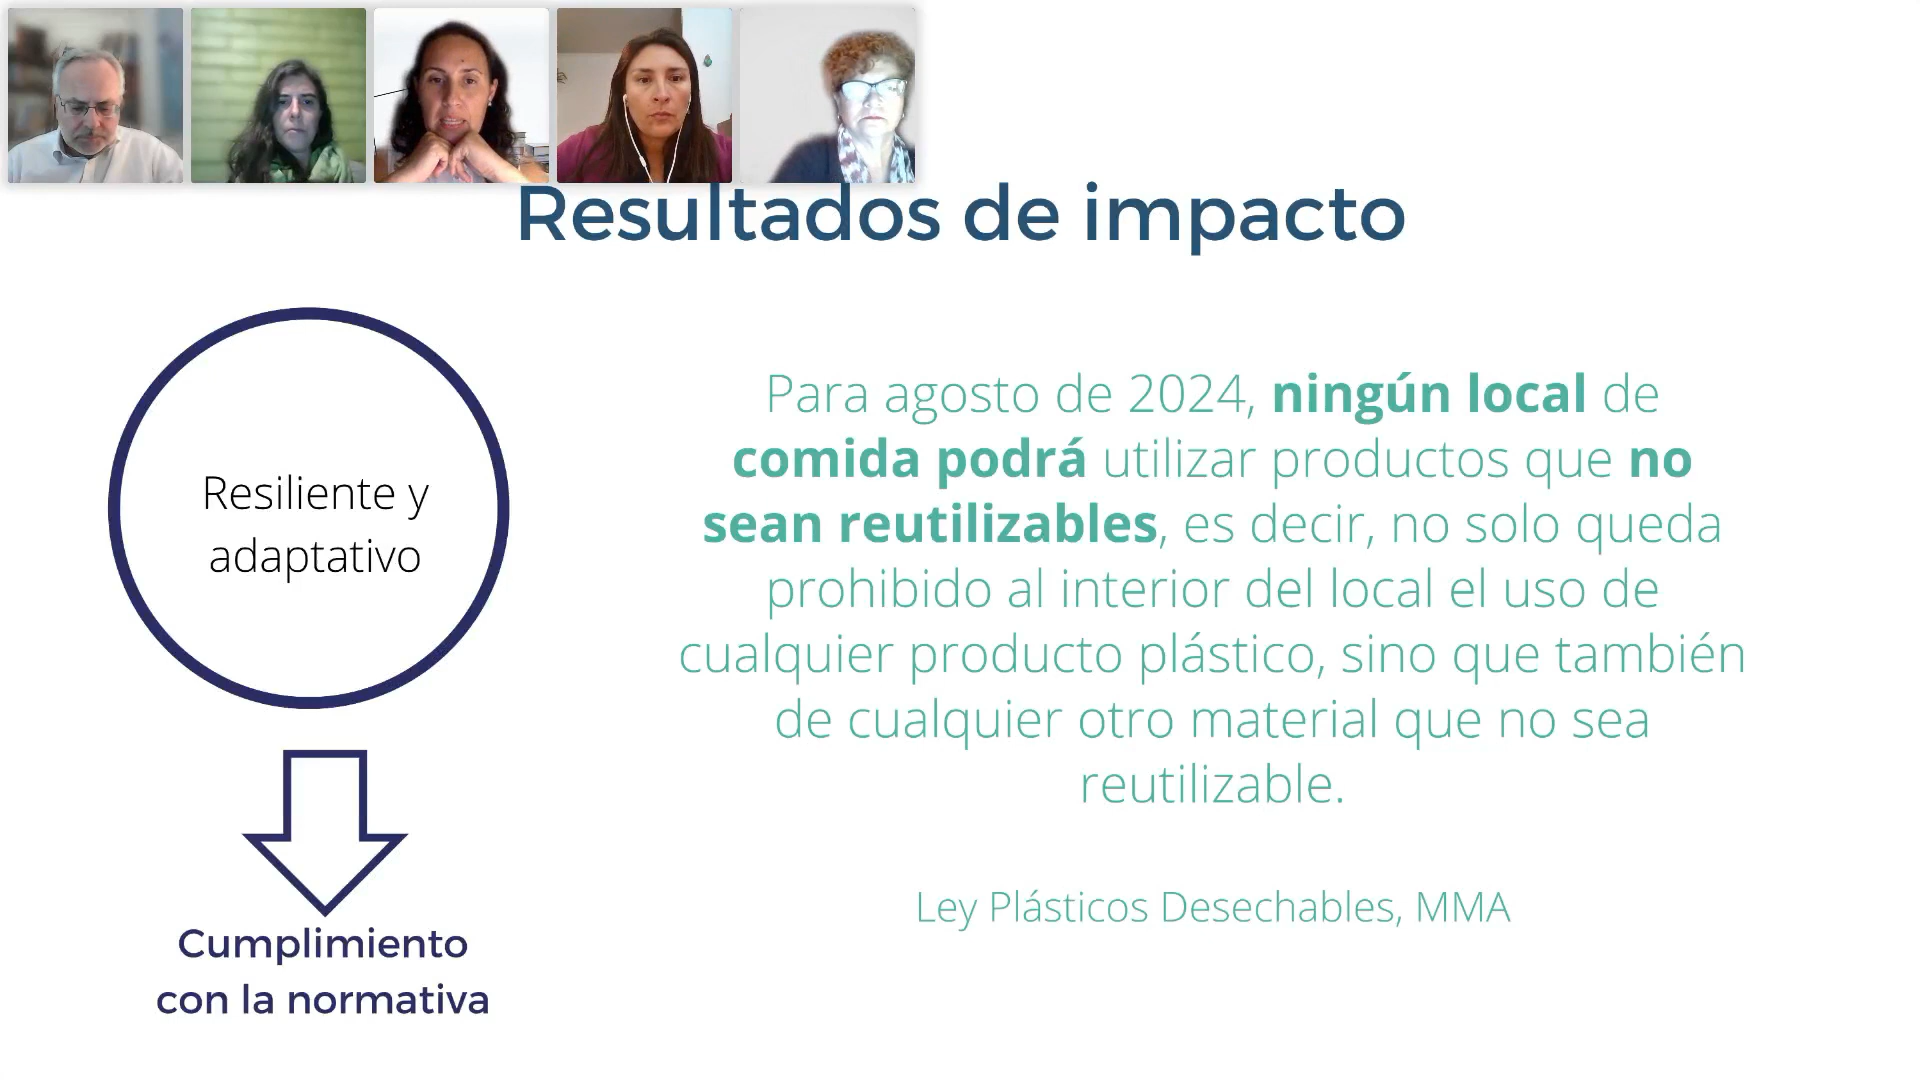 Resultados de impacto
Resiliente y
adaptativo
Cumplimiento
con la normativa
Para agosto de 2024, ningún local de
comida podrá utilizar productos que no
sean reutilizables, es decir, no solo queda
prohibido al interior del local el uso de
cualquier producto plástico, sino que también
de cualquier otro material que no sea
reutilizable.
Ley Plásticos Desechables, MMA